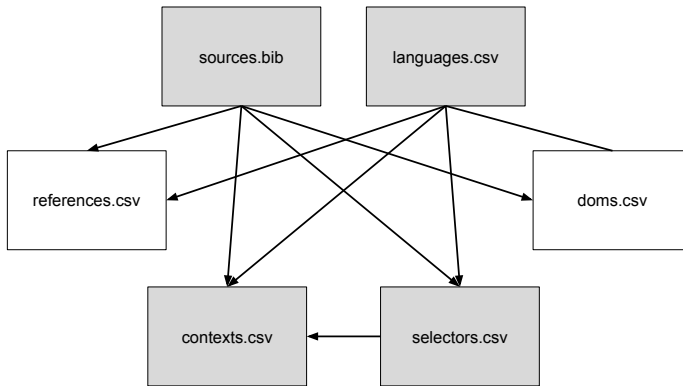 sources.bib
languages.csv
references.csv
doms.csv
contexts.csv
selectors.csv